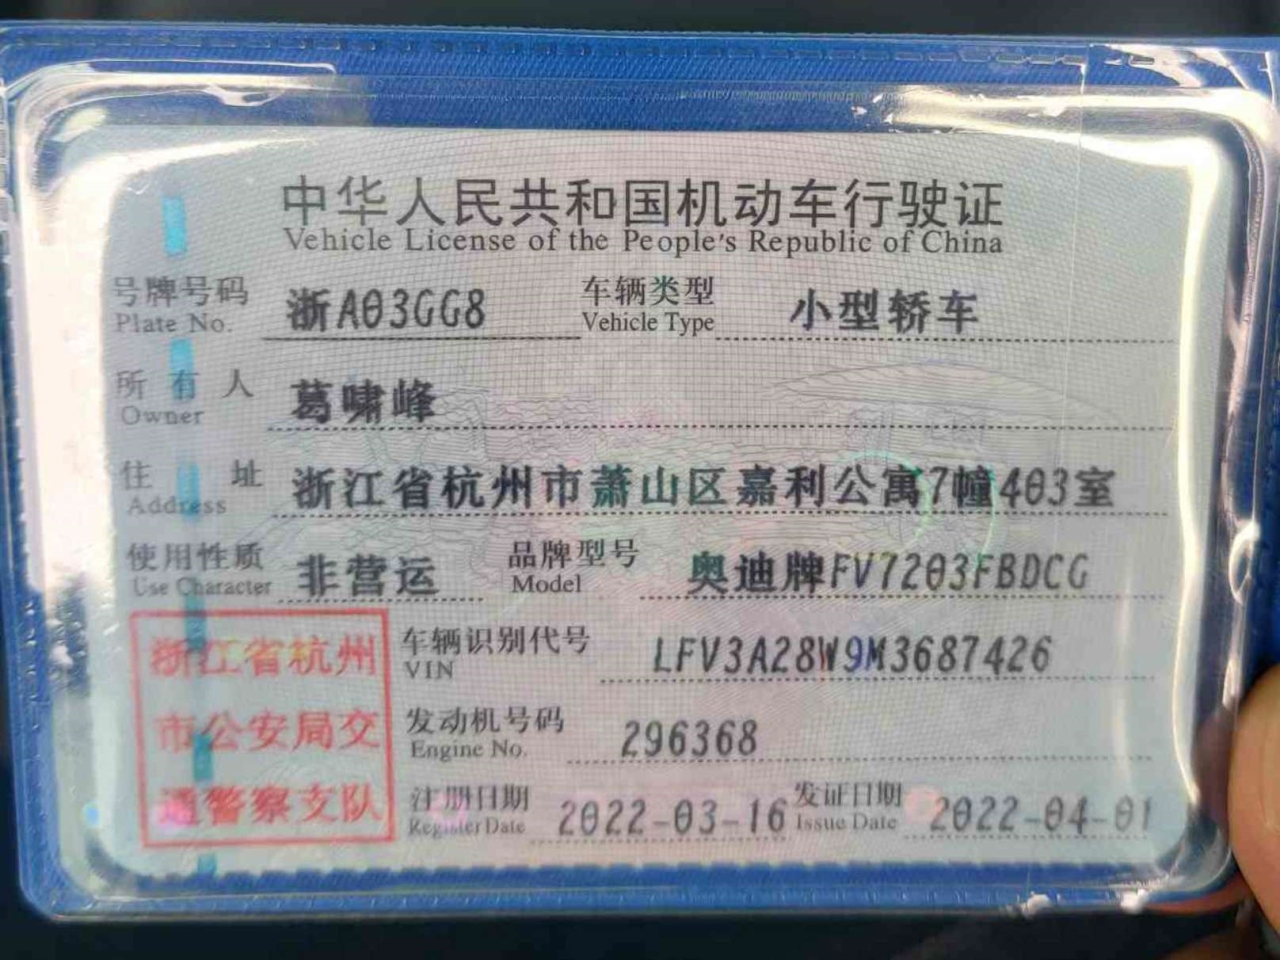 中华人民共和国机动车行驶证
Vehicle License of the People's Republic of China
号牌号码 浙A03GG8 车辆类型 小型轿车
Plate No. Vehicle Type
所有人 葛啸峰
Owner
住址 浙江省杭州市萧山区嘉利公寓7幢403室
Address
使用性质 非营运 品牌型号 奥迪牌FV7203FBDCG
Use Character Model
浙江省杭州 车辆识别代号 LFV3A28W9M3687426
VIN
市公安局交 发动机号码 296368
Engine No.
通警察支队 注册日期 2022-03-16 发证日期 2022-04-01
Register Date Issue Date